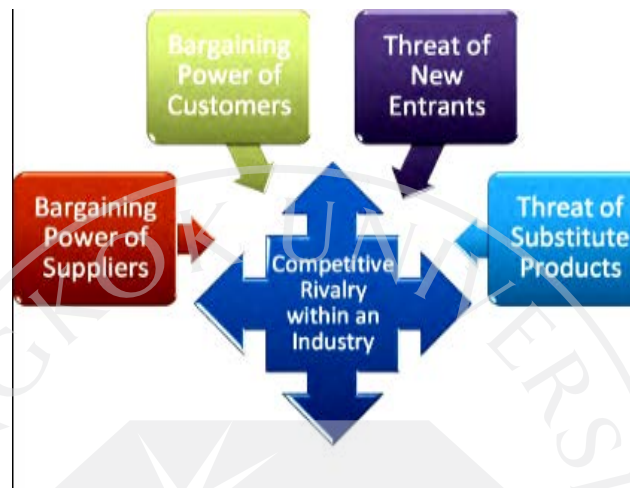 Bargaining
Power of
Customers
Threat of
New
Entrants
Bargaining
Power of
Suppliers
Threat of
Substitute
Products
Competitive
Rivalry
within an
Industry